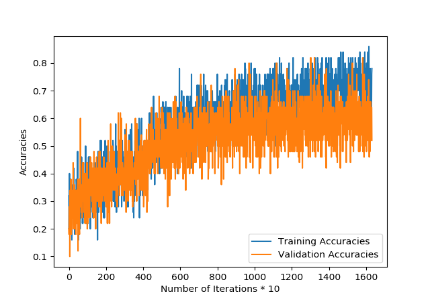 0.8
0.7
0.6
0.5
0.4
0.3
0.2
0.1
Accuracies
0 200 400 600 800 1000 1200 1400 1600
Number of Iterations * 10
Training Accuracies
Validation Accuracies